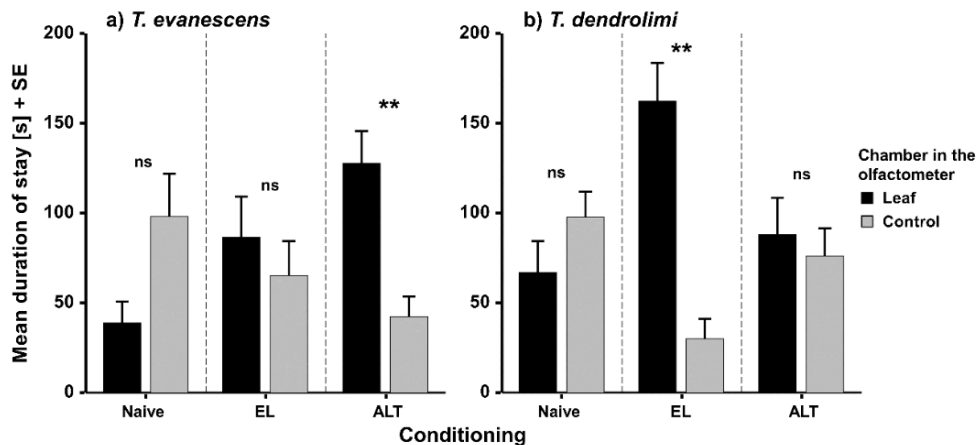 a) T. evanescens
b) T. dendrolimi
Mean duration of stay [s] + SE
200
150
100
50
0
ns
ns
**
Naive
EL
ALT
200
150
100
50
0
ns
**
ns
Naive
EL
ALT
Conditioning
Chamber in the
olfactometer
Leaf
Control